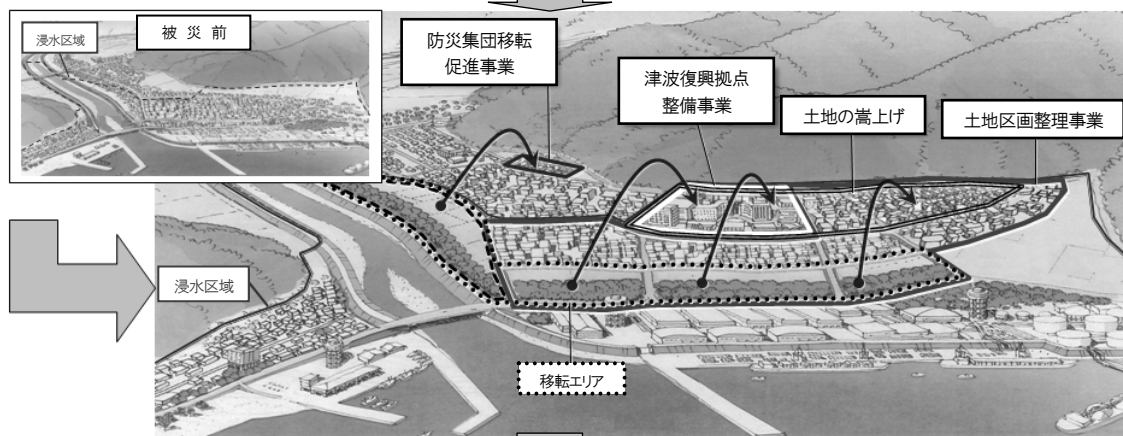 被 災 前
浸水区域
防災集団移転
促進事業
津波復興拠点
整備事業
土地の嵩上げ
土地区画整理事業
浸水区域
移転エリア